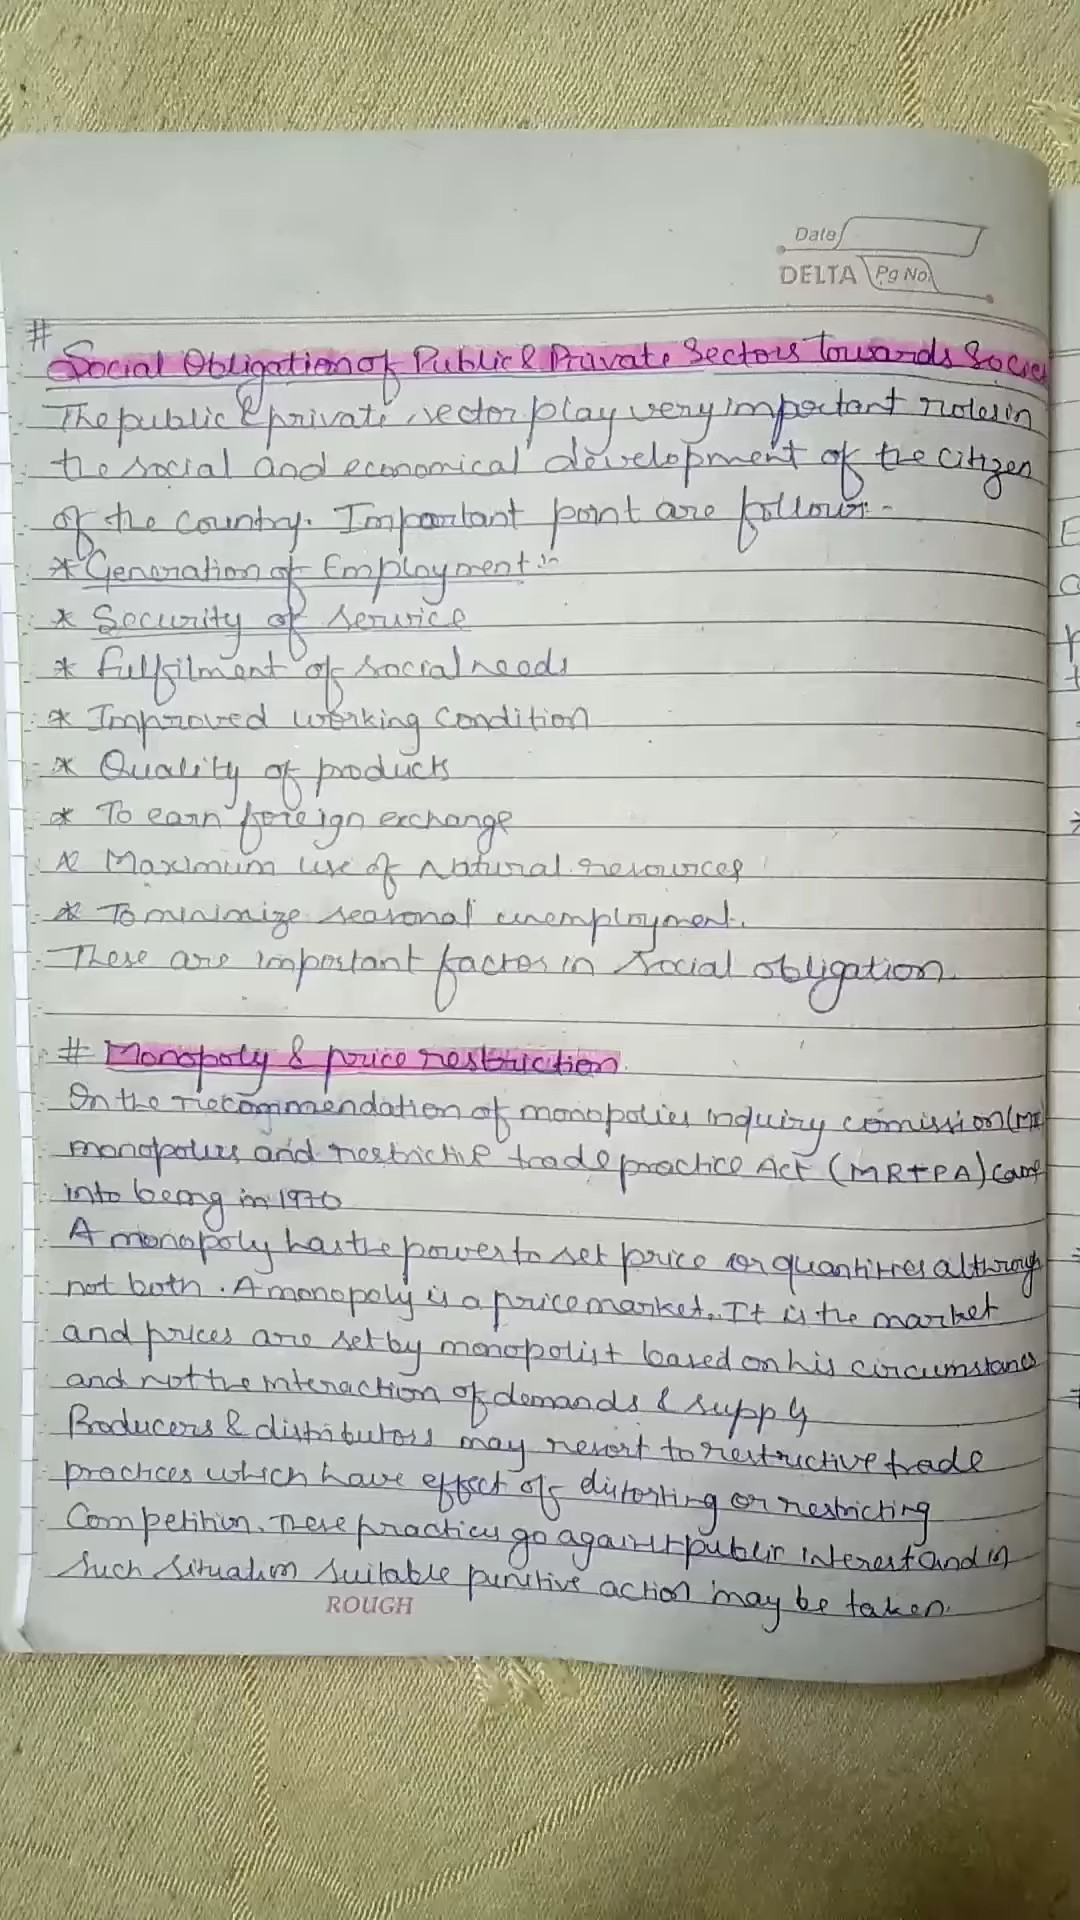 Date
DELTA Pg No.
#
Social Obligation of Public & Private Sectors towards Socie
The public & private sector play very important roles in
the social and economical development of the citizen
of the country. Important point are follows:-
* Generation of Employment :-
* Security of service
* Fulfilment of social needs
* Improved working Condition
* Quality of products
* To earn foreign exchange
* Maximum use of Natural resources
* To minimize seasonal unemployment.
These are important factors in Social obligation.
# Monopoly & price restriction.
On the recommendation of monopolies inquiry comission (MI
monopolies and restrictive trade practice Act (MRTPA) came
into being in 1970
A monopoly has the power to set price or quantities although
not both. A monopoly is a price market. It is the market
and prices are set by monopolist based on his circumstances
and not the interaction of demands & supply
Producers & distributors may resort to restructive trade
practices which have effect of distorting or restricting
Competition. These practices go against public interest and in
such situation suitable punitive action may be taken.
ROUGH